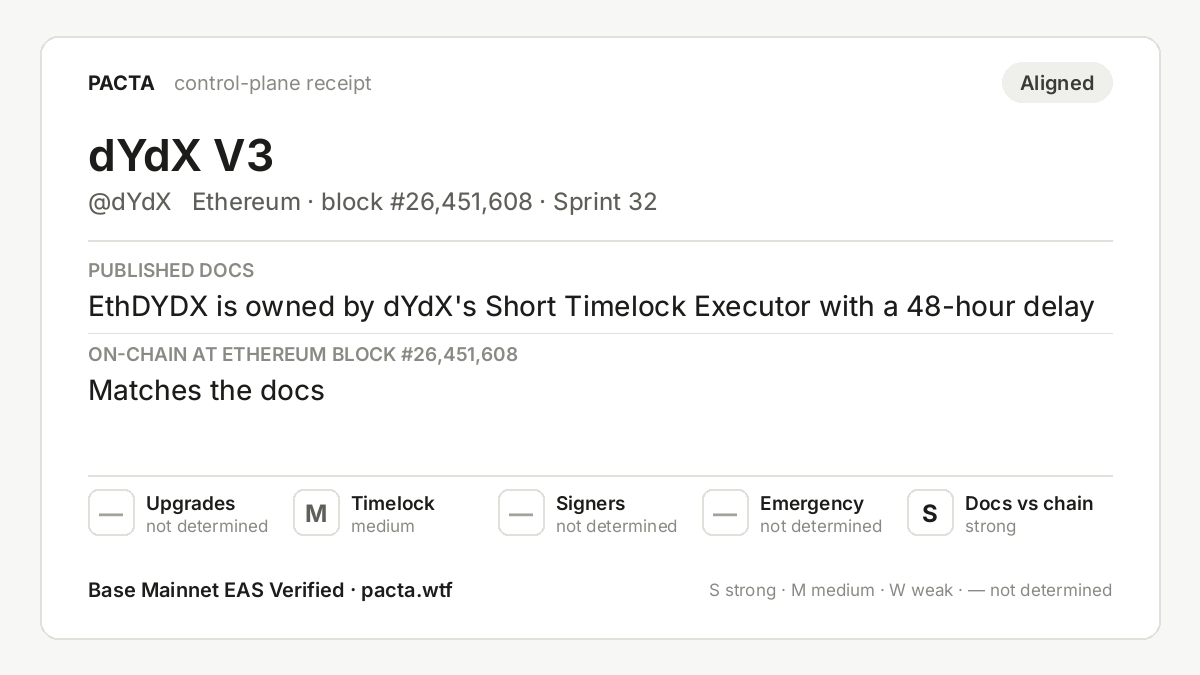 PACTA control-plane receipt Aligned
dYdX V3
@dYdX Ethereum · block #26,451,608 · Sprint 32
PUBLISHED DOCS
EthDYDX is owned by dYdX's Short Timelock Executor with a 48-hour delay
ON-CHAIN AT ETHEREUM BLOCK #26,451,608
Matches the docs
— Upgrades not determined
M Timelock medium
— Signers not determined
— Emergency not determined
S Docs vs chain strong
Base Mainnet EAS Verified · pacta.wtf
S strong · M medium · W weak · — not determined